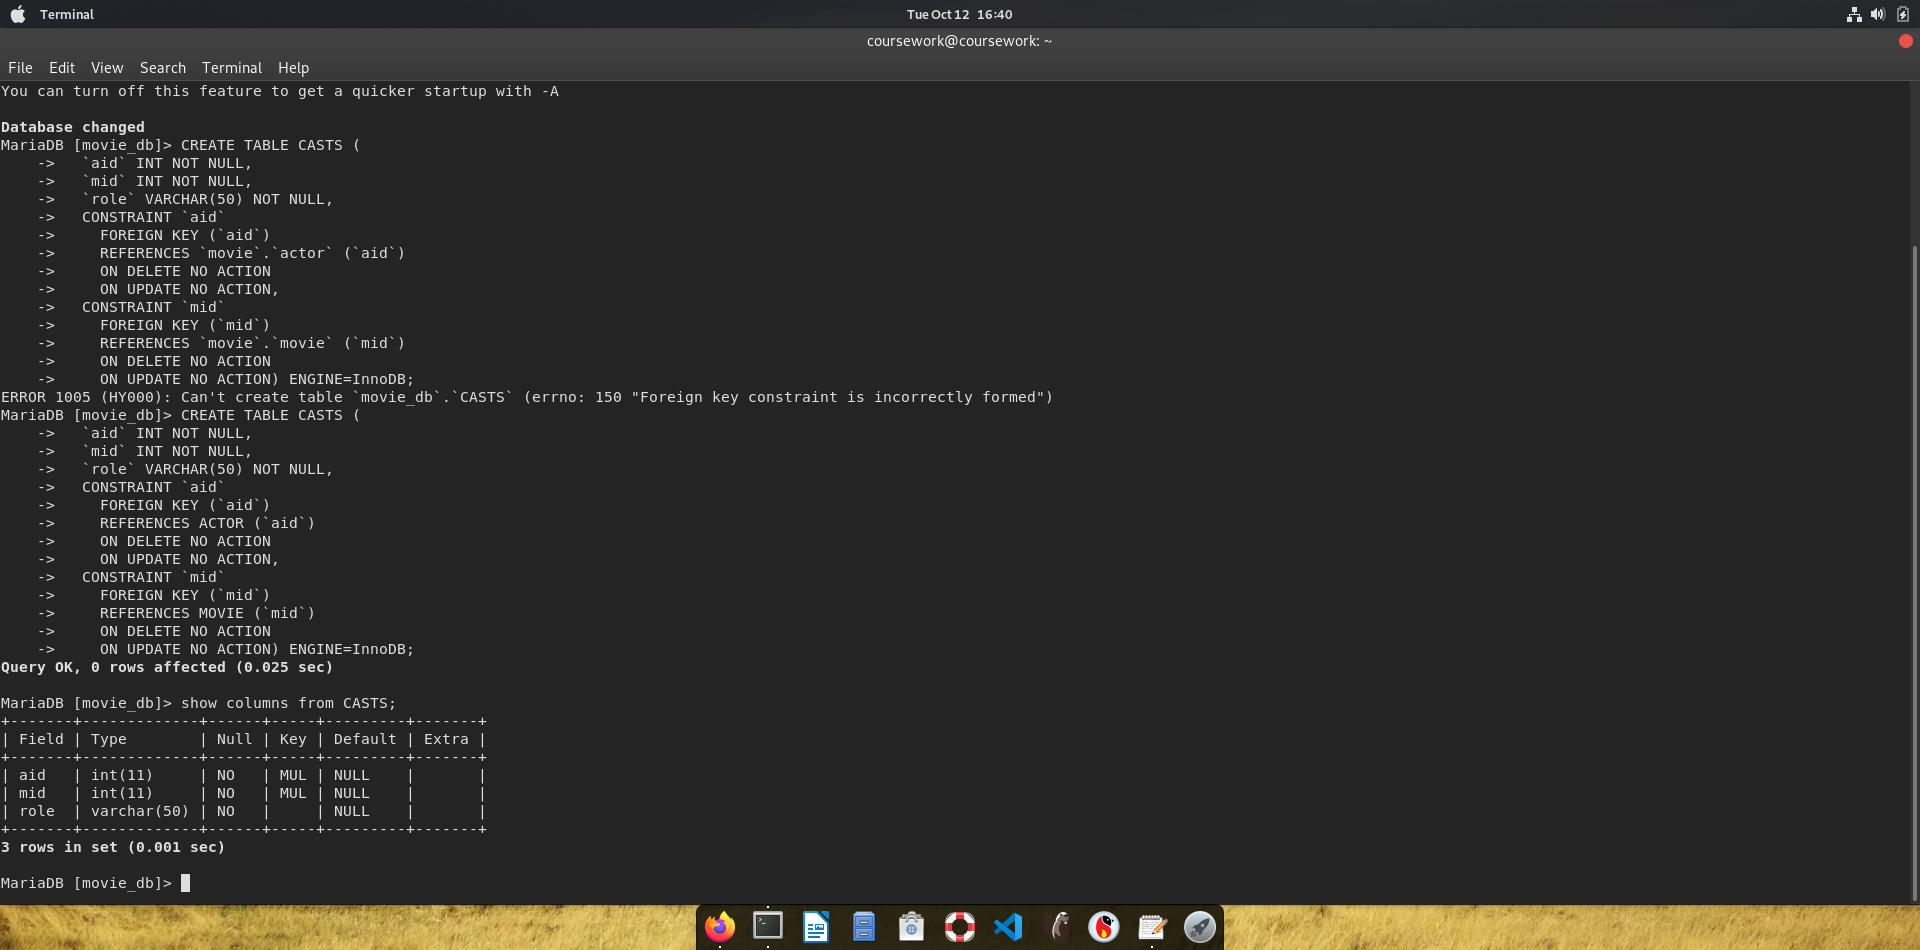 Terminal
Tue Oct 12 16:40
coursework@coursework: ~
File Edit View Search Terminal Help
You can turn off this feature to get a quicker startup with -A
Database changed
MariaDB [movie_db]> CREATE TABLE CASTS (
    ->   `aid` INT NOT NULL,
    ->   `mid` INT NOT NULL,
    ->   `role` VARCHAR(50) NOT NULL,
    ->   CONSTRAINT `aid`
    ->     FOREIGN KEY (`aid`)
    ->     REFERENCES `movie`.`actor` (`aid`)
    ->     ON DELETE NO ACTION
    ->     ON UPDATE NO ACTION,
    ->   CONSTRAINT `mid`
    ->     FOREIGN KEY (`mid`)
    ->     REFERENCES `movie`.`movie` (`mid`)
    ->     ON DELETE NO ACTION
    ->     ON UPDATE NO ACTION) ENGINE=InnoDB;
ERROR 1005 (HY000): Can't create table `movie_db`.`CASTS` (errno: 150 "Foreign key constraint is incorrectly formed")
MariaDB [movie_db]> CREATE TABLE CASTS (
    ->   `aid` INT NOT NULL,
    ->   `mid` INT NOT NULL,
    ->   `role` VARCHAR(50) NOT NULL,
    ->   CONSTRAINT `aid`
    ->     FOREIGN KEY (`aid`)
    ->     REFERENCES ACTOR (`aid`)
    ->     ON DELETE NO ACTION
    ->     ON UPDATE NO ACTION,
    ->   CONSTRAINT `mid`
    ->     FOREIGN KEY (`mid`)
    ->     REFERENCES MOVIE (`mid`)
    ->     ON DELETE NO ACTION
    ->     ON UPDATE NO ACTION) ENGINE=InnoDB;
Query OK, 0 rows affected (0.025 sec)
MariaDB [movie_db]> show columns from CASTS;
+-------+-------------+------+-----+---------+-------+
| Field | Type        | Null | Key | Default | Extra |
+-------+-------------+------+-----+---------+-------+
| aid   | int(11)     | NO   | MUL | NULL    |       |
| mid   | int(11)     | NO   | MUL | NULL    |       |
| role  | varchar(50) | NO   |     | NULL    |       |
+-------+-------------+------+-----+---------+-------+
3 rows in set (0.001 sec)
MariaDB [movie_db]>